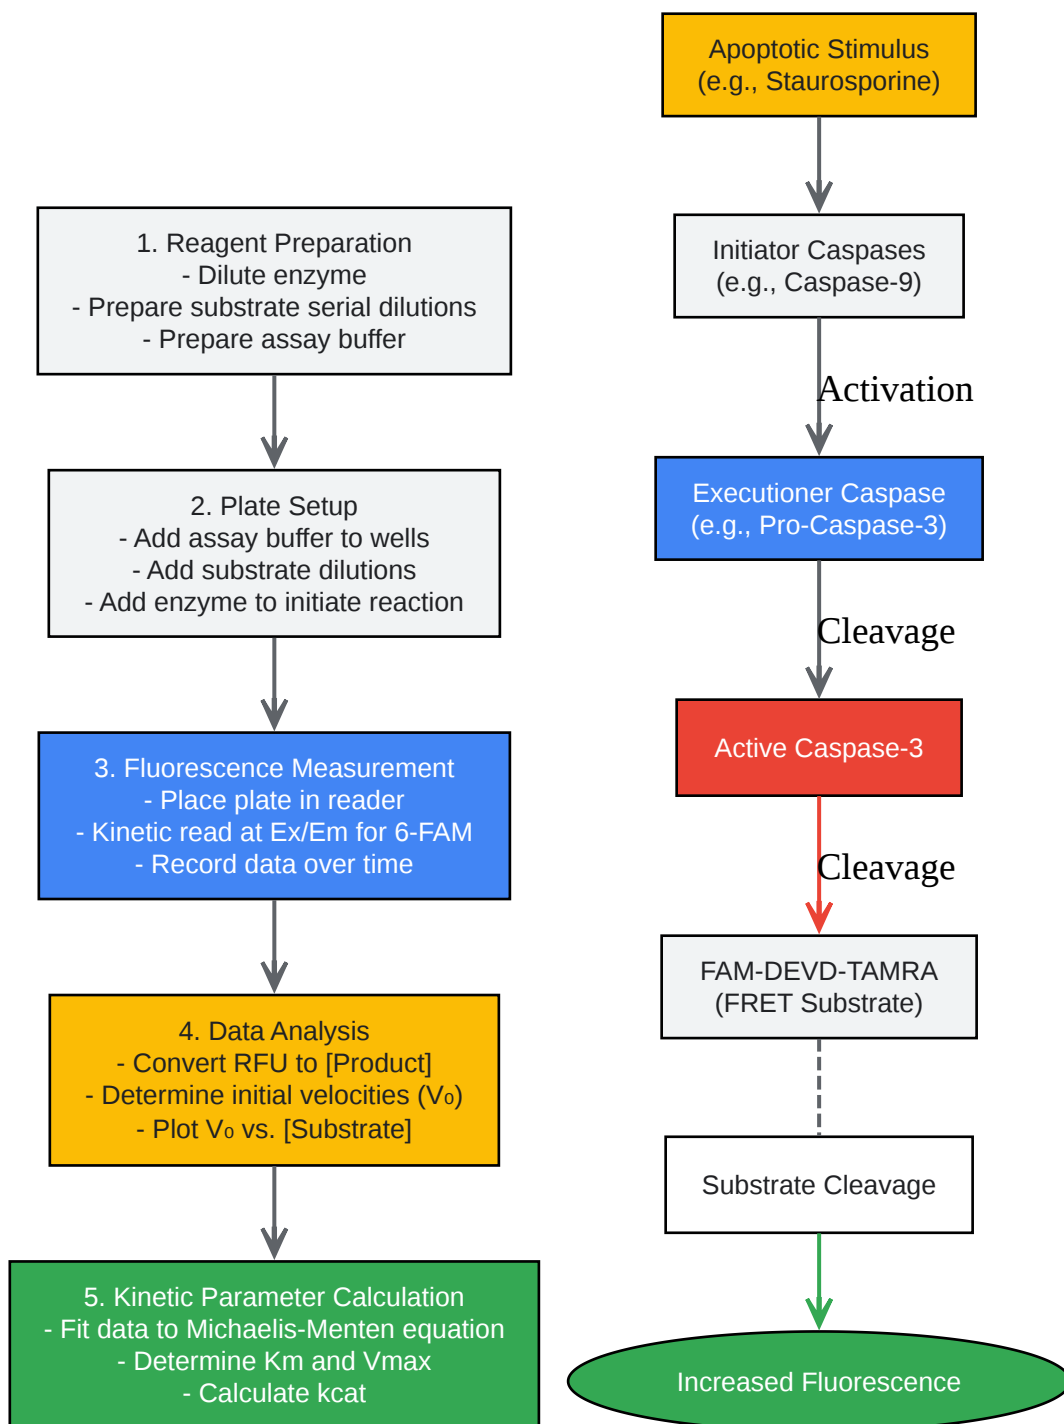 1. Reagent Preparation
- Dilute enzyme
- Prepare substrate serial dilutions
- Prepare assay buffer
2. Plate Setup
- Add assay buffer to wells
- Add substrate dilutions
- Add enzyme to initiate reaction
3. Fluorescence Measurement
- Place plate in reader
- Kinetic read at Ex/Em for 6-FAM
- Record data over time
4. Data Analysis
- Convert RFU to [Product]
- Determine initial velocities (V₀)
- Plot V₀ vs. [Substrate]
5. Kinetic Parameter Calculation
- Fit data to Michaelis-Menten equation
- Determine Km and Vmax
- Calculate kcat
Apoptotic Stimulus
(e.g., Staurosporine)
Initiator Caspases
(e.g., Caspase-9)
Activation
Executioner Caspase
(e.g., Pro-Caspase-3)
Cleavage
Active Caspase-3
Cleavage
FAM-DEVD-TAMRA
(FRET Substrate)
Substrate Cleavage
Increased Fluorescence